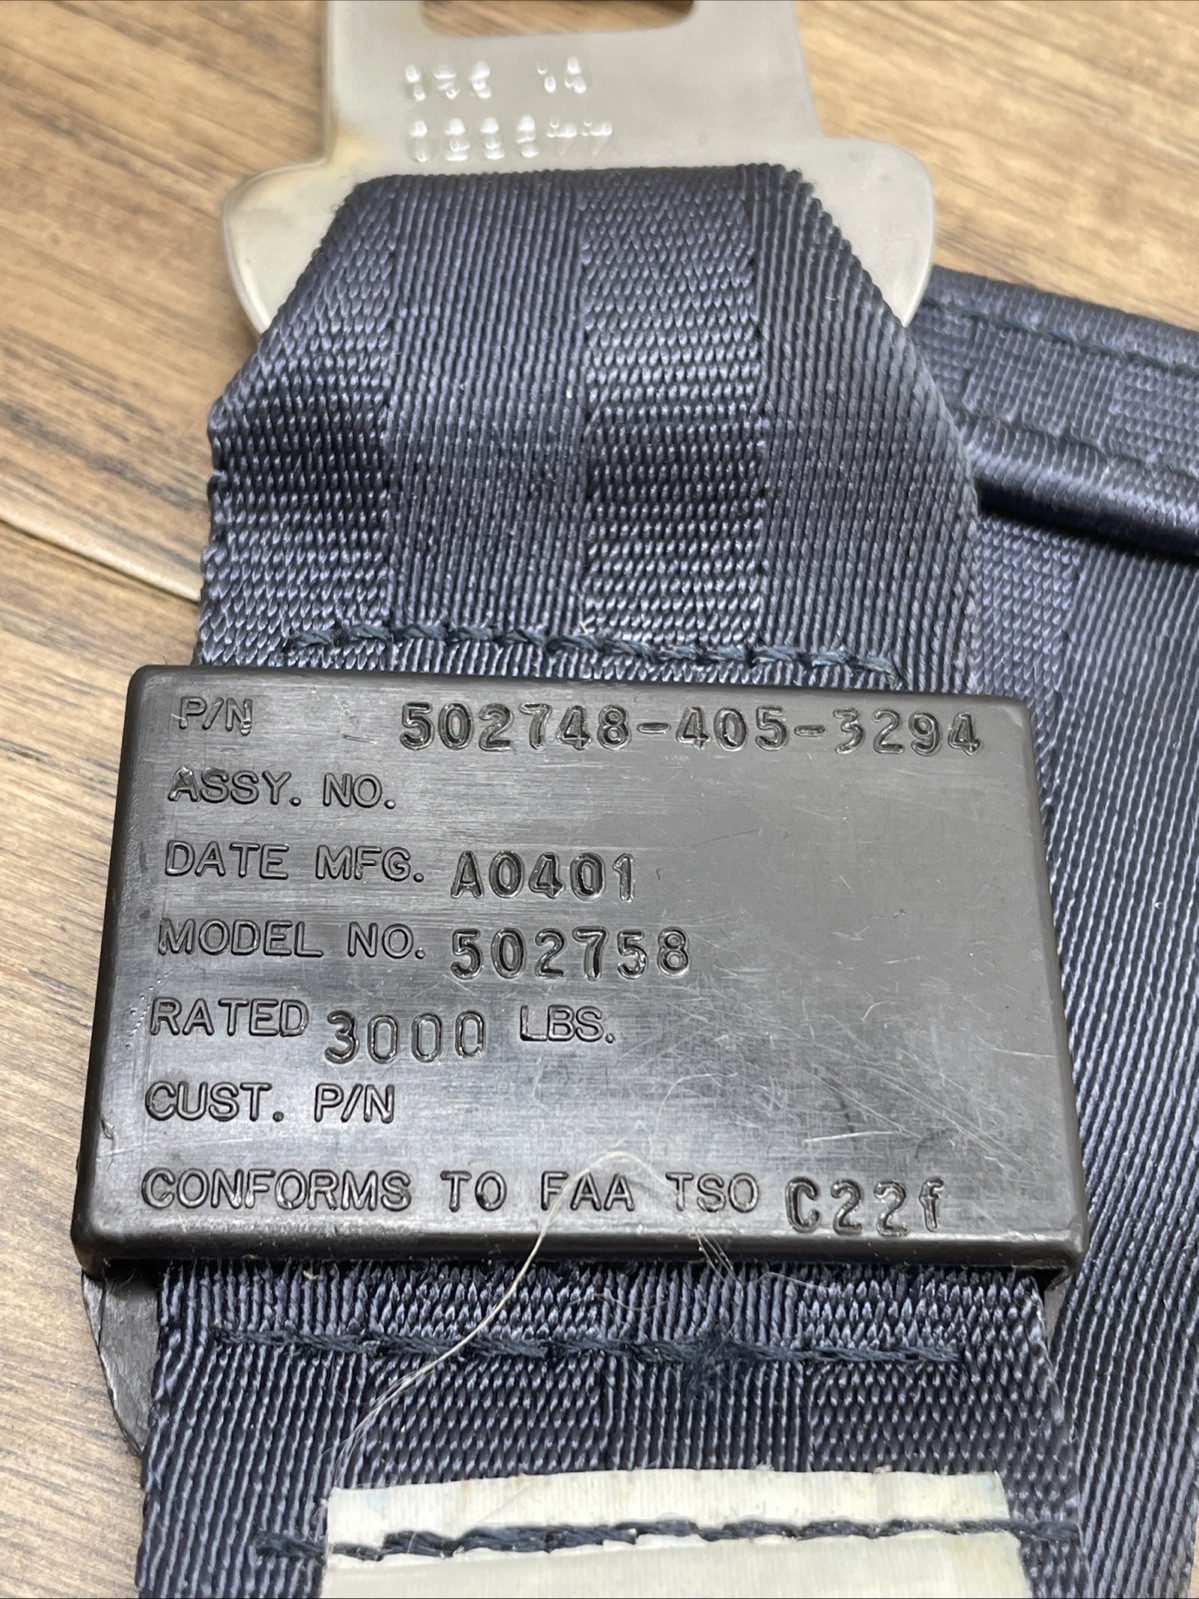 P/N 502748-405-3294
ASSY. NO.
DATE MFG. A0401
MODEL NO. 502758
RATED 3000 LBS.
CUST. P/N
CONFORMS TO FAA TSO C22f